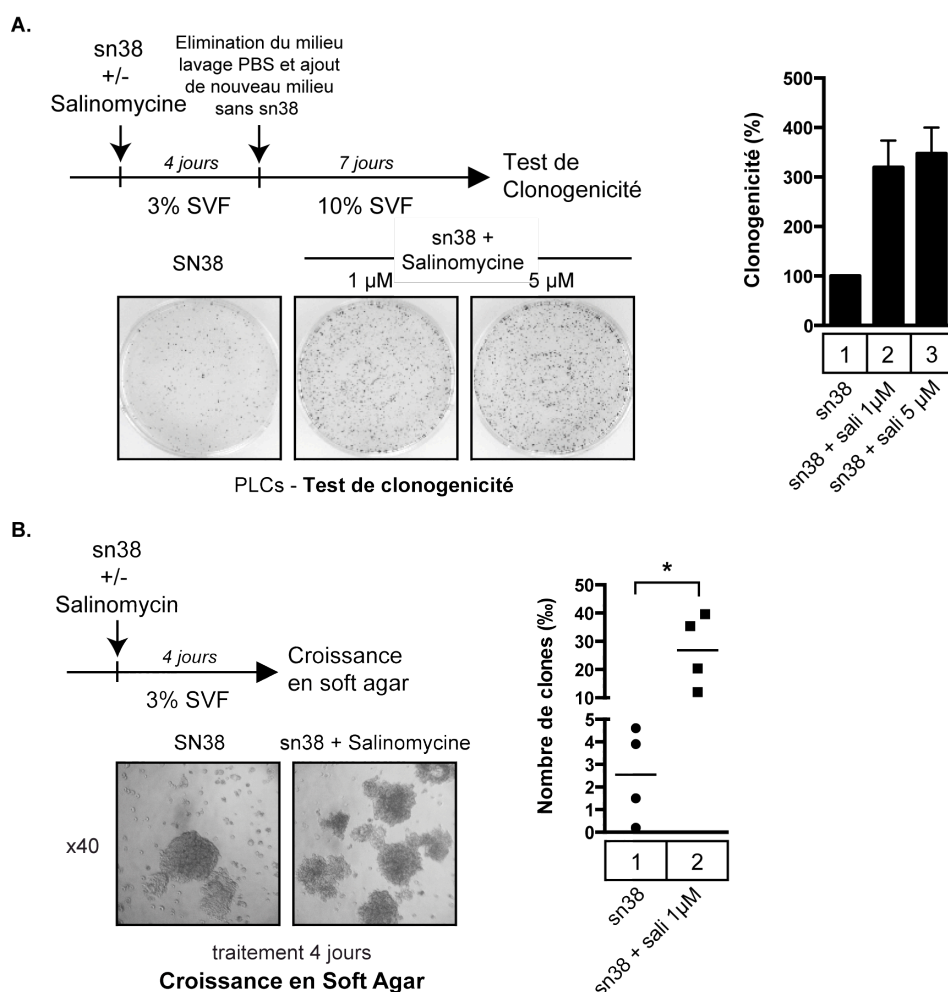 A.
sn38
+/-
Salinomycine
Elimination du milieu
lavage PBS et ajout
de nouveau milieu
sans sn38
4 jours
7 jours
3% SVF
10% SVF
Test de
Clonogenicité
SN38
sn38 +
Salinomycine
1 µM
5 µM
PLCs - Test de clonogenicité
Clonogenicité (%)
500
400
300
200
100
0
1
2
3
sn38
sn38 + sali 1µM
sn38 + sali 5 µM
B.
sn38
+/-
Salinomycin
4 jours
3% SVF
Croissance
en soft agar
SN38
sn38 + Salinomycine
x40
traitement 4 jours
Croissance en Soft Agar
Nombre de clones (‰)
50
40
30
20
10
5
4
3
2
1
0
*
1
2
sn38
sn38 + sali 1µM